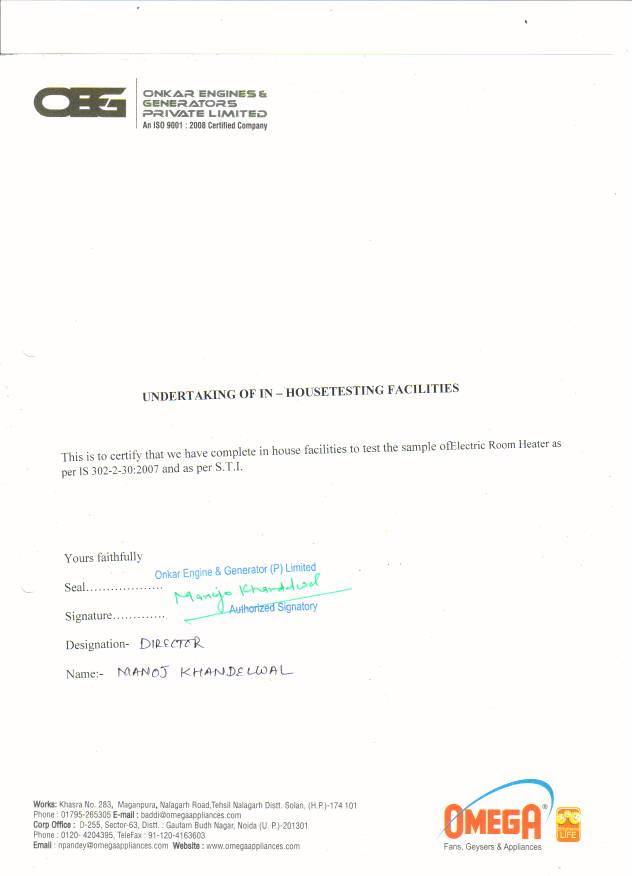 OEG
ONKAR ENGINES &
GENERATORS
PRIVATE LIMITED
An ISO 9001 : 2008 Certified Company
UNDERTAKING OF IN – HOUSETESTING FACILITIES
This is to certify that we have complete in house facilities to test the sample ofElectric Room Heater as
per IS 302-2-30:2007 and as per S.T.I.
Yours faithfully
Onkar Engine & Generator (P) Limited
Seal...................
Manoj Khandelwal
Signature.............
Authorized Signatory
Designation- DIRECTOR
Name:- MANOJ KHANDELWAL
Works: Khasra No. 283, Maganpura, Nalagarh Road,Tehsil Nalagarh Distt. Solan, (H.P.)-174 101
Phone : 01795-265305 E-mail : baddi@omegaappliances.com
Corp Office : D-255, Sector-63, Distt. : Gautam Budh Nagar, Noida (U. P.)-201301
Phone : 0120- 4204395, TeleFax : 91-120-4163603
Email : npandey@omegaappliances.com Website : www.omegaappliances.com
OMEGA®
Fans, Geysers & Appliances
LIFE